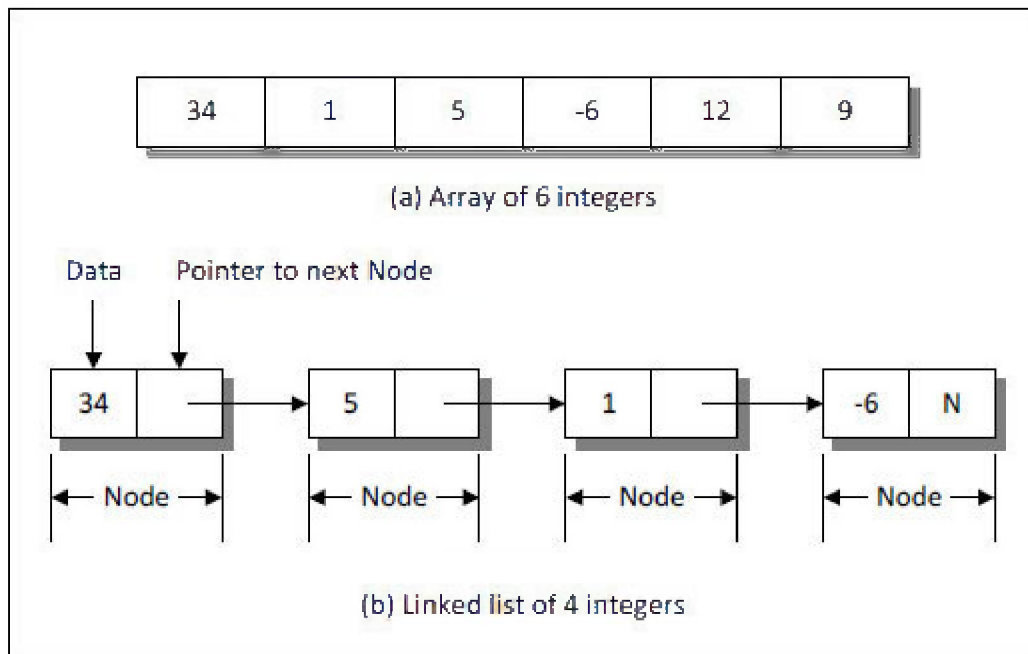 34 1 5 -6 12 9
(a) Array of 6 integers
Data Pointer to next Node
34 5 1 -6 N
Node Node Node Node
(b) Linked list of 4 integers